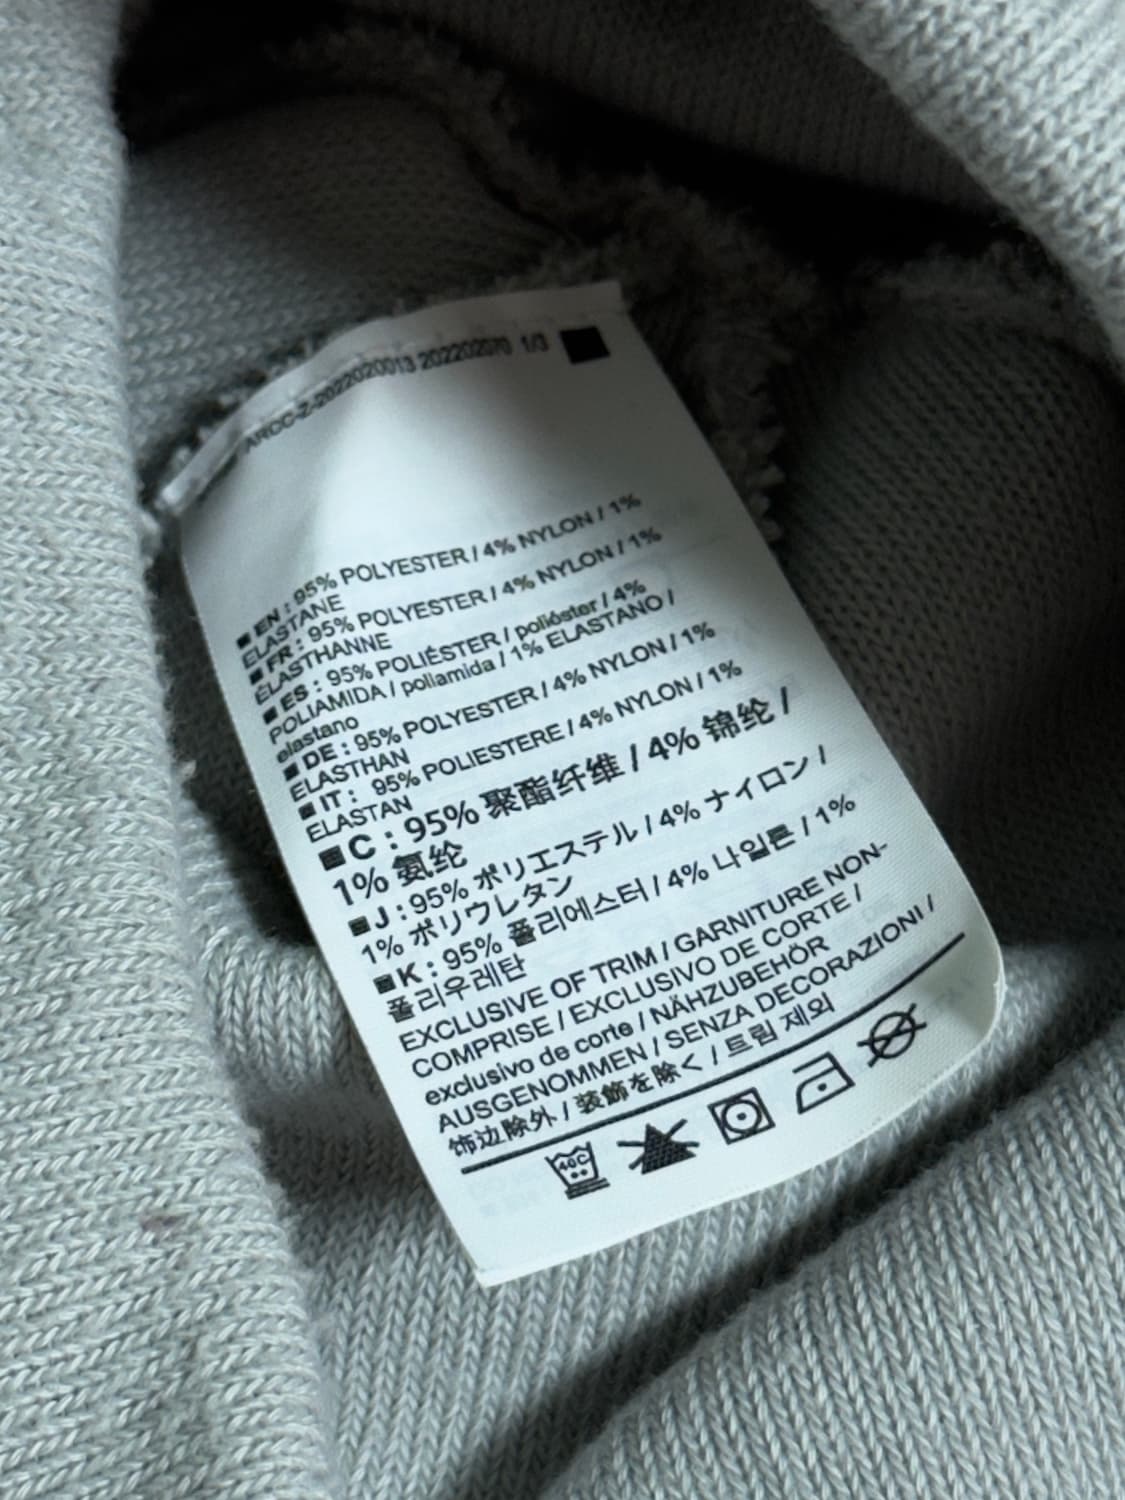 ARCC-Z-2022020013 202202070 1/3
■ EN : 95% POLYESTER / 4% NYLON / 1%
ELASTANE
■ FR : 95% POLYESTER / 4% NYLON / 1%
ÉLASTHANNE
■ ES : 95% POLIÉSTER / poliéster / 4%
POLIAMIDA / poliamida / 1% ELASTANO /
elastano
■ DE : 95% POLYESTER / 4% NYLON / 1%
ELASTHAN
■ IT : 95% POLIESTERE / 4% NYLON / 1%
ELASTAN
■ C : 95% 聚酯纤维 / 4% 锦纶 /
1% 氨纶
■ J : 95% ポリエステル / 4% ナイロン /
1% ポリウレタン
■ K : 95% 폴리에스터 / 4% 나일론 / 1%
폴리우레탄
EXCLUSIVE OF TRIM / GARNITURE NON-
COMPRISE / EXCLUSIVO DE CORTE /
exclusivo de corte / NÄHZUBEHÖR
AUSGENOMMEN / SENZA DECORAZIONI /
饰边除外 / 装飾を除く / 트림 제외
40C